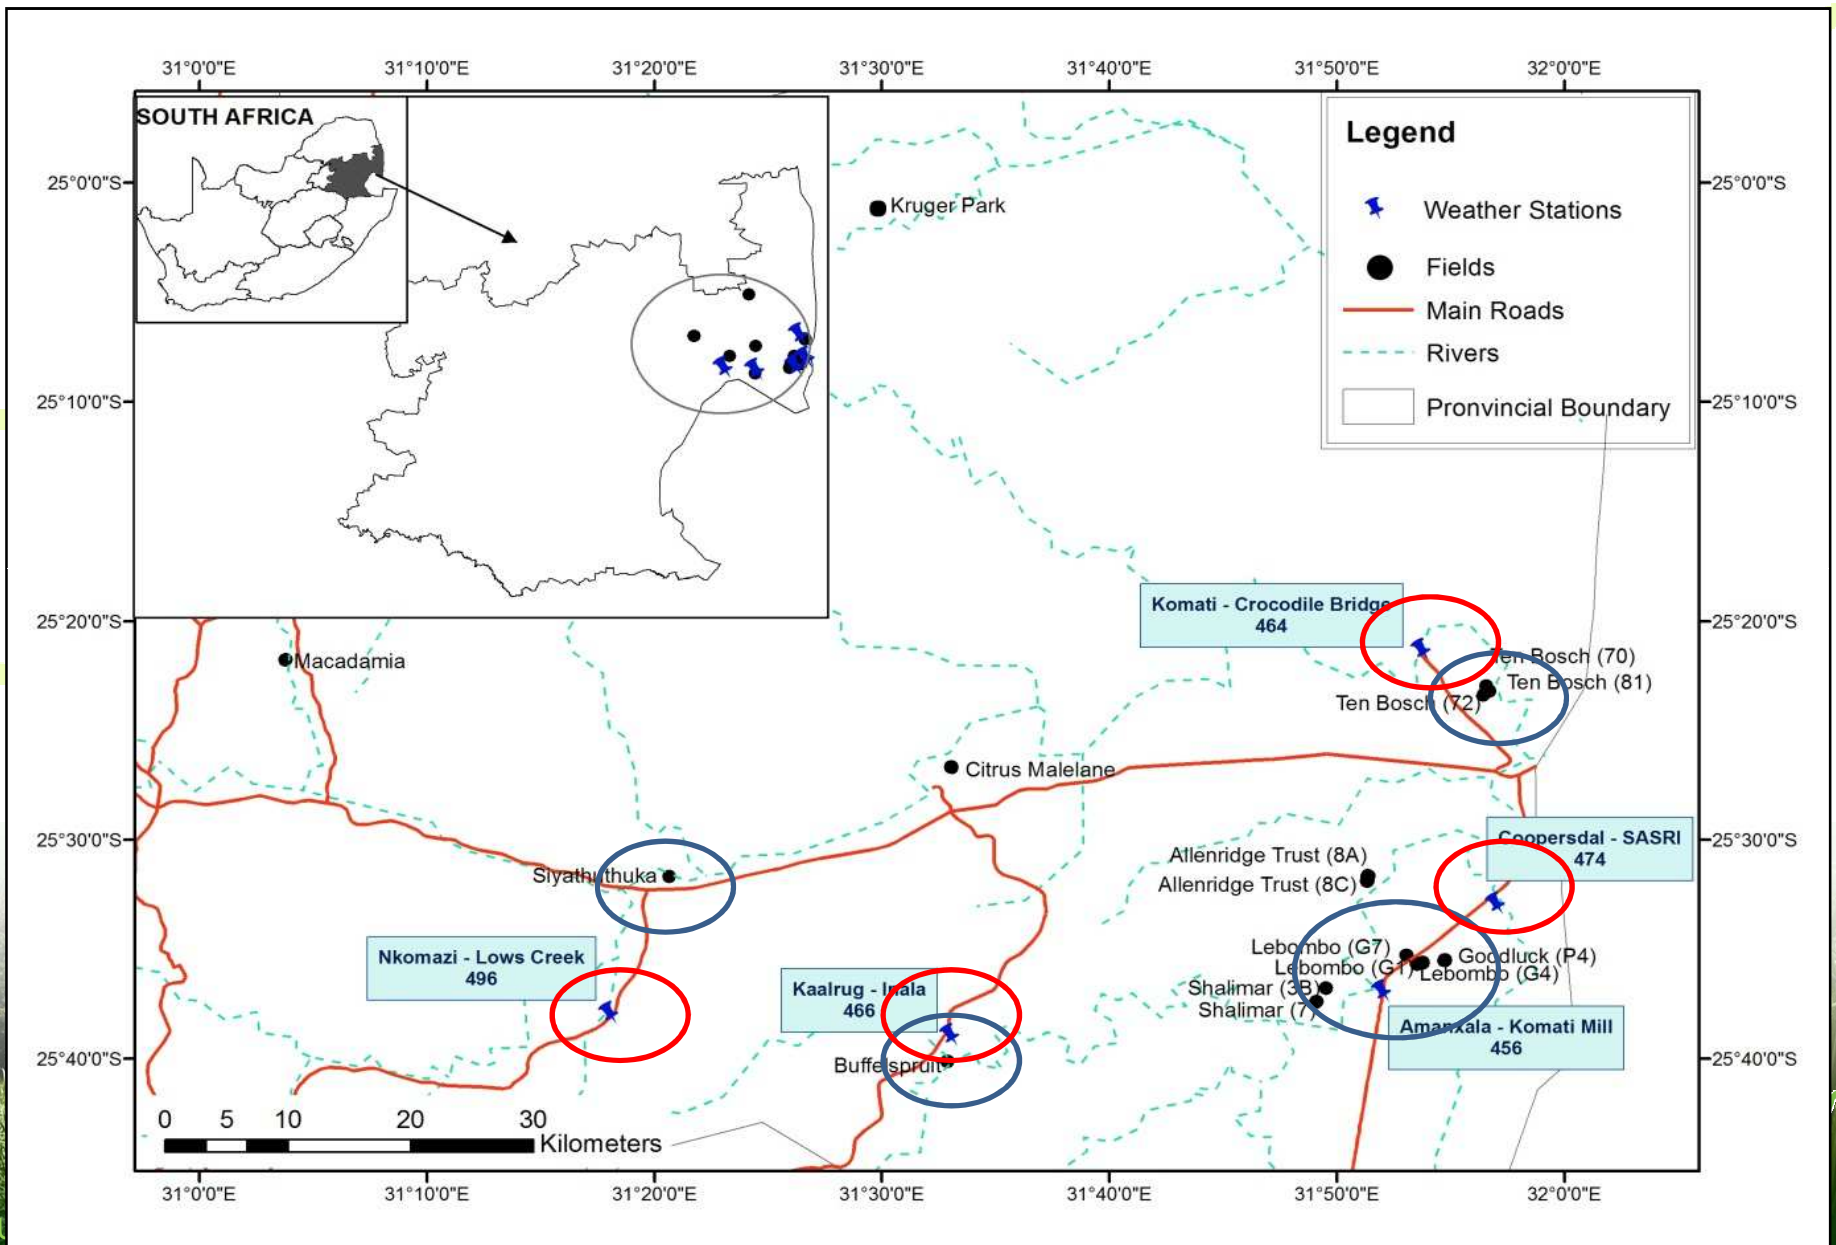 31°0'0"E 31°10'0"E 31°20'0"E 31°30'0"E 31°40'0"E 31°50'0"E 32°0'0"E
SOUTH AFRICA
Legend
Weather Stations
Fields
Main Roads
Rivers
Pronvincial Boundary
25°0'0"S 25°0'0"S
Kruger Park
25°10'0"S 25°10'0"S
Komati - Crocodile Bridge
464
25°20'0"S 25°20'0"S
Macadamia
Ten Bosch (70)
Ten Bosch (81)
Ten Bosch (72)
Citrus Malelane
Coopersdal - SASRI
474
25°30'0"S 25°30'0"S
Allenridge Trust (8A)
Allenridge Trust (8C)
Siyathuthuka
Nkomazi - Lows Creek
496
Kaalrug - Inala
466
Lebombo (G7)
Goodluck (P4)
Lebombo (G1)
Lebombo (G4)
Shalimar (3B)
Shalimar (7)
Amanxala - Komati Mill
456
25°40'0"S 25°40'0"S
Buffelspruit
0 5 10 20 30
Kilometers
31°0'0"E 31°10'0"E 31°20'0"E 31°30'0"E 31°40'0"E 31°50'0"E 32°0'0"E